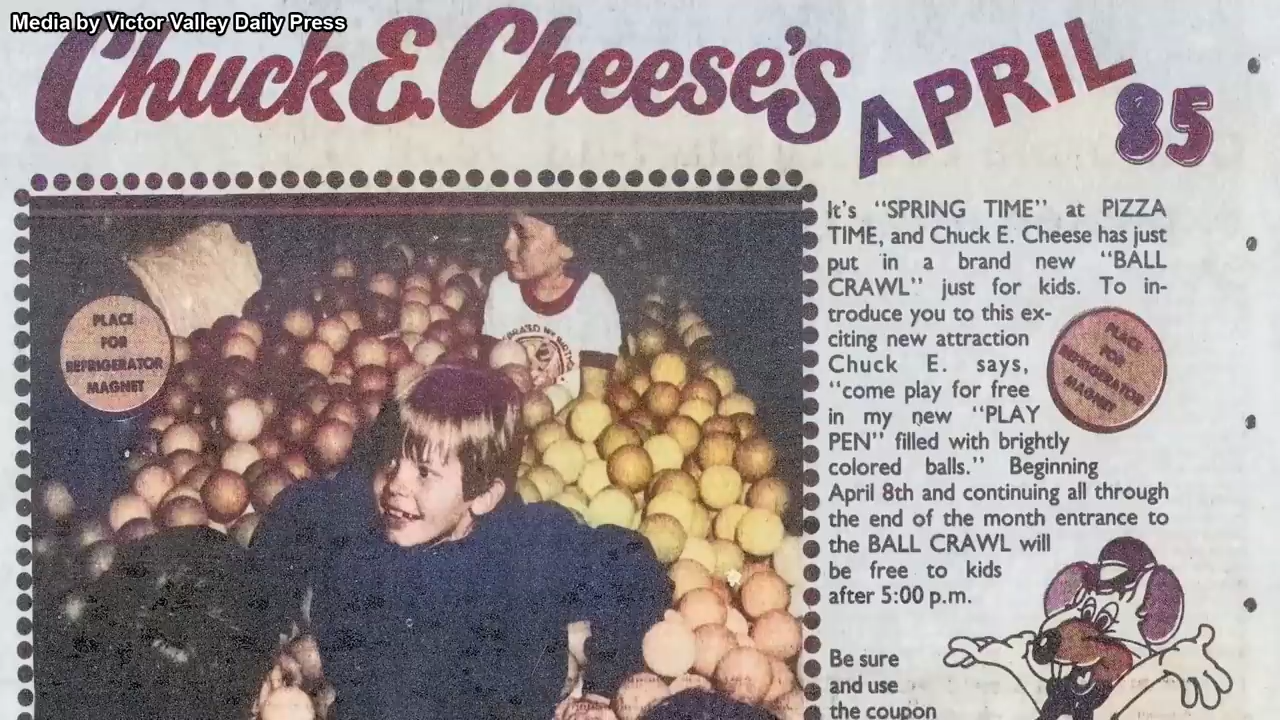 Media by Victor Valley Daily Press
Chuck E. Cheese's APRIL 85
PLACE
FOR
REFRIGERATOR
MAGNET
It's "SPRING TIME" at PIZZA
TIME, and Chuck E. Cheese has just
put in a brand new "BALL
CRAWL" just for kids. To in-
troduce you to this ex-
citing new attraction
Chuck E. says,
"come play for free
in my new "PLAY
PEN" filled with brightly
colored balls." Beginning
April 8th and continuing all through
the end of the month entrance to
the BALL CRAWL will
be free to kids
after 5:00 p.m.
PLACE
FOR
REFRIGERATOR
MAGNET
Be sure
and use
the coupon